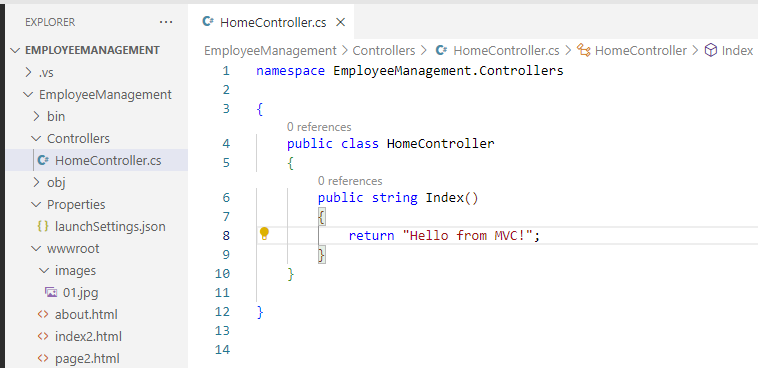 EXPLORER
EMPLOYEEMANAGEMENT
.vs
EmployeeManagement
bin
Controllers
C# HomeController.cs
obj
Properties
{ } launchSettings.json
wwwroot
images
01.jpg
<> about.html
<> index2.html
<> page2.html
C# HomeController.cs ×
EmployeeManagement > Controllers > C# HomeController.cs > HomeController > Index
1 namespace EmployeeManagement.Controllers
2
3 {
0 references
4 public class HomeController
5 {
0 references
6 public string Index()
7 {
8 return "Hello from MVC!";
9 }
10 }
11
12 }
13
14